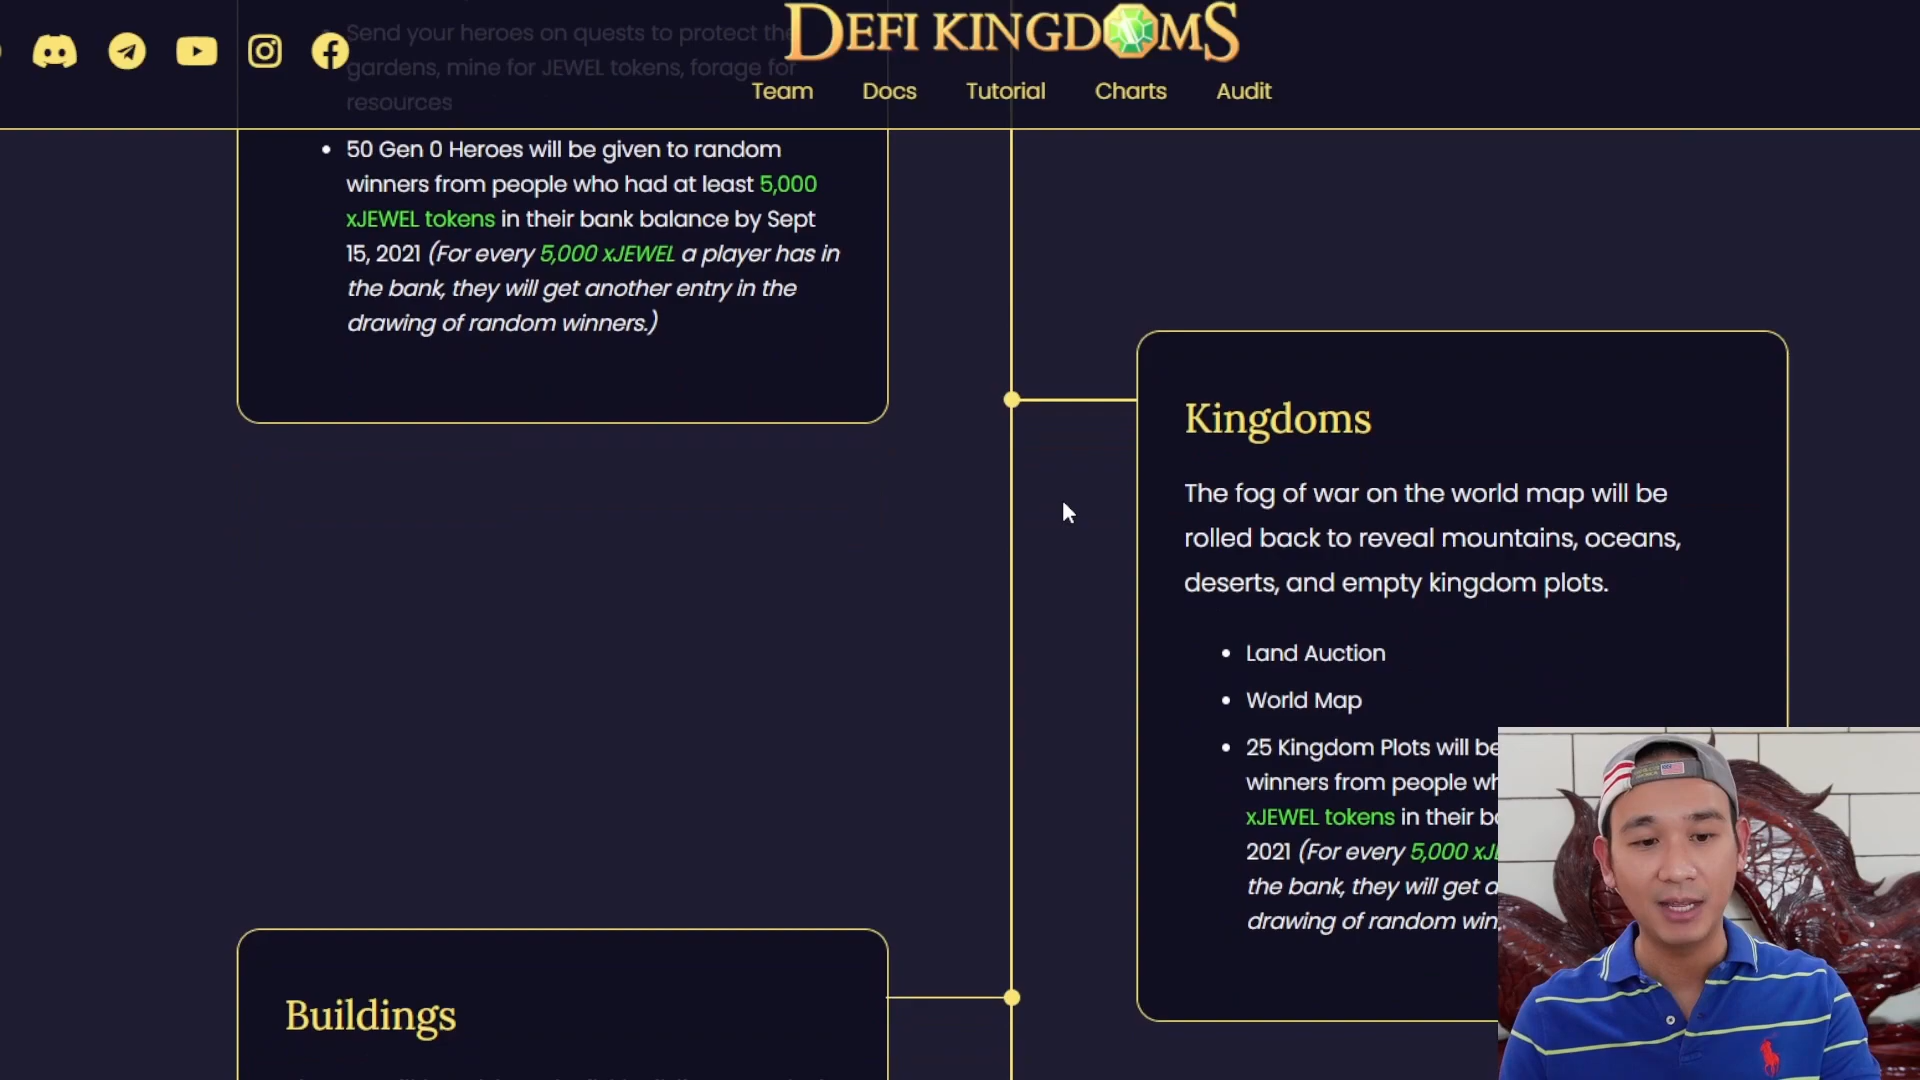 DEFI KINGDOMS
Team Docs Tutorial Charts Audit
Send your heroes on quests to protect the
gardens, mine for JEWEL tokens, forage for
resources
50 Gen 0 Heroes will be given to random
winners from people who had at least 5,000
xJEWEL tokens in their bank balance by Sept
15, 2021 (For every 5,000 xJEWEL a player has in
the bank, they will get another entry in the
drawing of random winners.)
Kingdoms
The fog of war on the world map will be
rolled back to reveal mountains, oceans,
deserts, and empty kingdom plots.
Land Auction
World Map
25 Kingdom Plots will be
winners from people
xJEWEL tokens in their
2021 (For every 5,000
the bank, they will get
drawing of random
Buildings